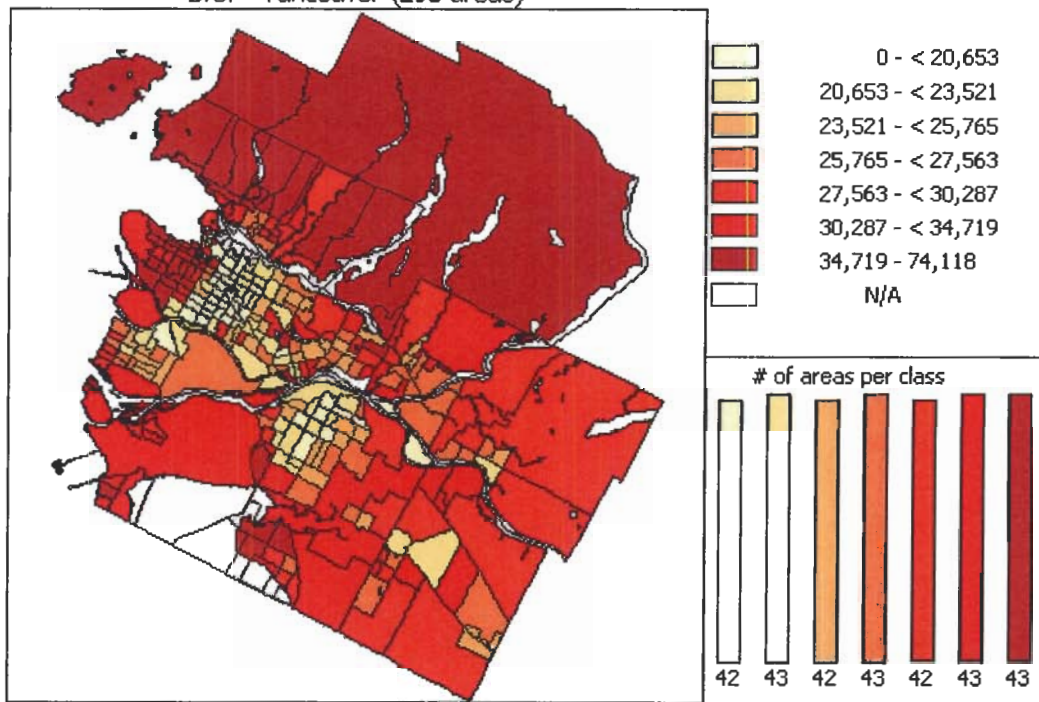 0 - < 20,653
20,653 - < 23,521
23,521 - < 25,765
25,765 - < 27,563
27,563 - < 30,287
30,287 - < 34,719
34,719 - 74,118
N/A
# of areas per class
42 43 42 43 42 43 43